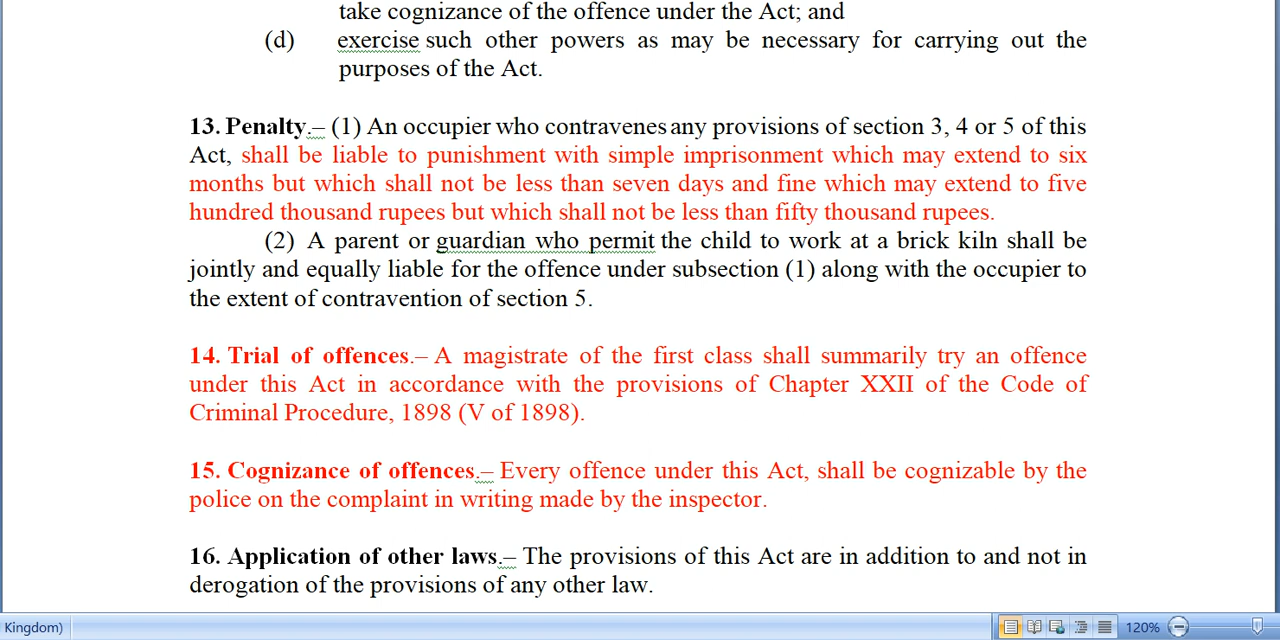 take cognizance of the offence under the Act; and
(d) exercise such other powers as may be necessary for carrying out the
purposes of the Act.
13. Penalty.– (1) An occupier who contravenes any provisions of section 3, 4 or 5 of this
Act, shall be liable to punishment with simple imprisonment which may extend to six
months but which shall not be less than seven days and fine which may extend to five
hundred thousand rupees but which shall not be less than fifty thousand rupees.
(2) A parent or guardian who permit the child to work at a brick kiln shall be
jointly and equally liable for the offence under subsection (1) along with the occupier to
the extent of contravention of section 5.
14. Trial of offences.– A magistrate of the first class shall summarily try an offence
under this Act in accordance with the provisions of Chapter XXII of the Code of
Criminal Procedure, 1898 (V of 1898).
15. Cognizance of offences.– Every offence under this Act, shall be cognizable by the
police on the complaint in writing made by the inspector.
16. Application of other laws.– The provisions of this Act are in addition to and not in
derogation of the provisions of any other law.
Kingdom) 120%